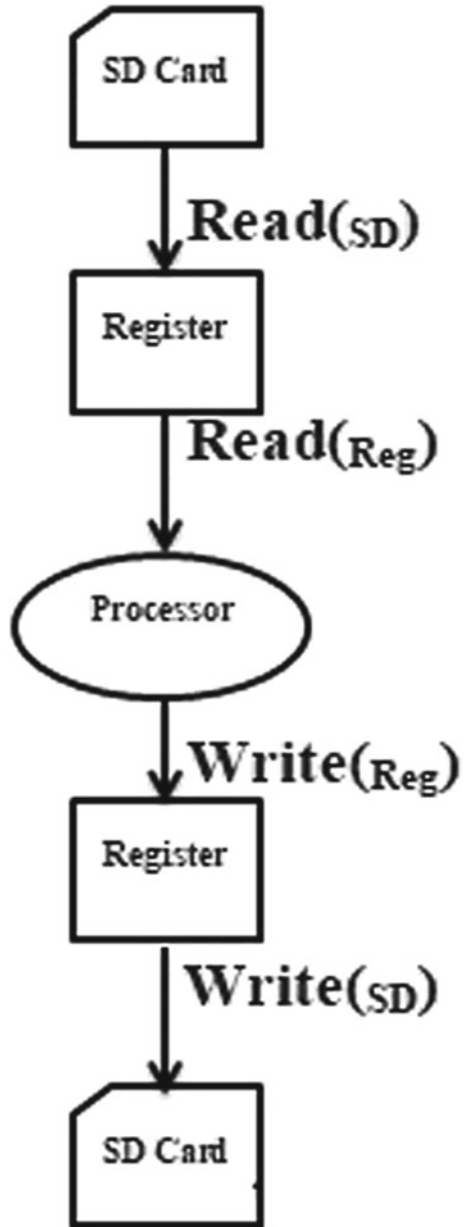 SD Card
Read(SD)
Register
Read(Reg)
Processor
Write(Reg)
Register
Write(SD)
SD Card